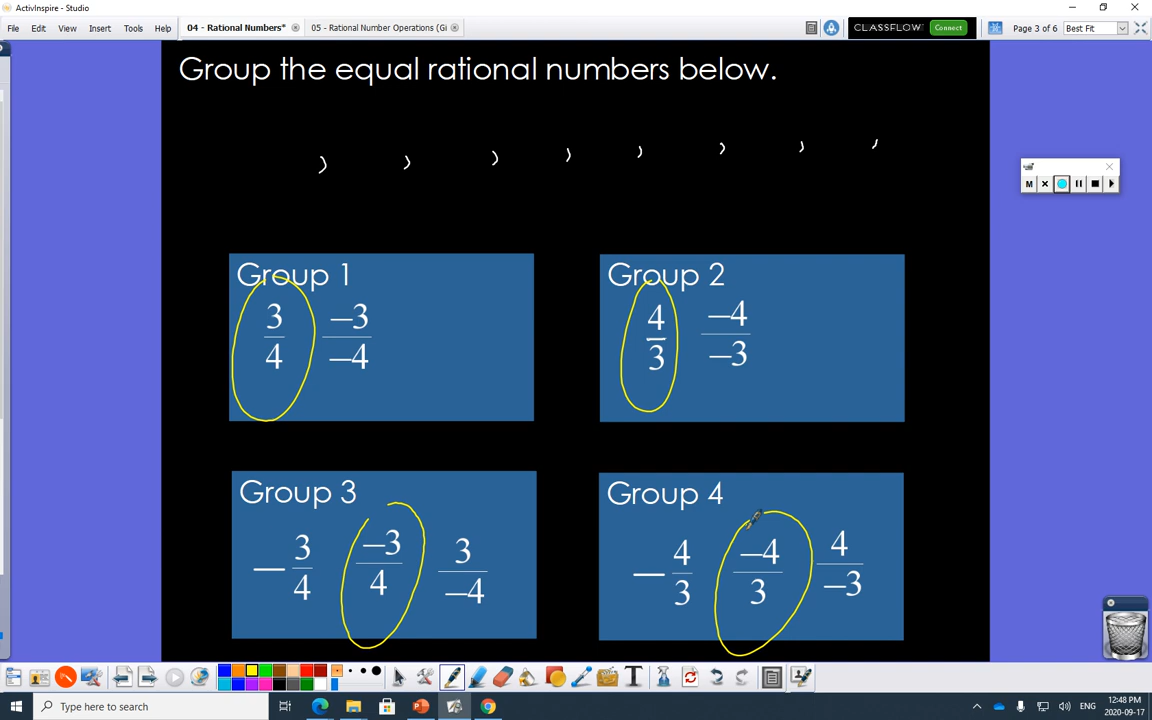 ActivInspire - Studio
File Edit View Insert Tools Help 04 - Rational Numbers* 05 - Rational Number Operations (Gi CLASSFLOW Connect Page 3 of 6 Best Fit
Group the equal rational numbers below.
, , , , , , , ,
M
Group 1 Group 2
3/4 −3/−4 4/3 −4/−3
Group 3 Group 4
−3/4 −3/4 3/−4 −4/3 −4/3 4/−3
T
Type here to search ENG 12:48 PM
2020-09-17